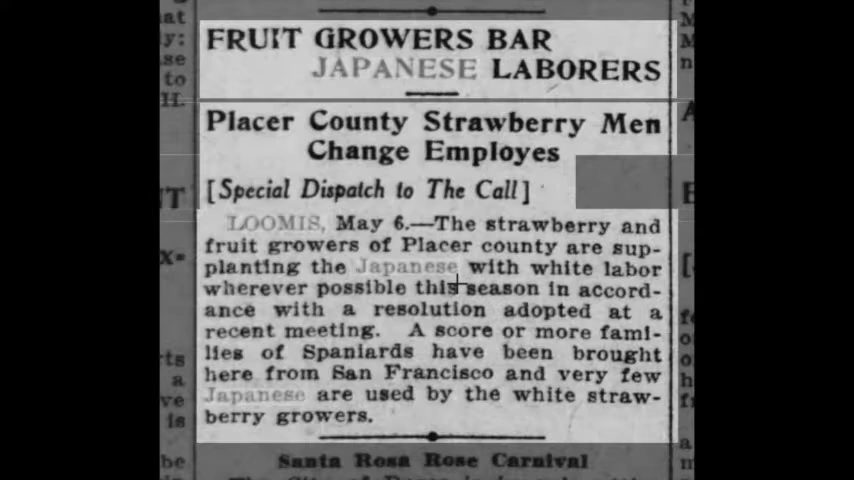 FRUIT GROWERS BAR
JAPANESE LABORERS
Placer County Strawberry Men
Change Employes
[Special Dispatch to The Call]
LOOMIS, May 6.—The strawberry and
fruit growers of Placer county are sup-
planting the Japanese with white labor
wherever possible this season in accord-
ance with a resolution adopted at a
recent meeting. A score or more fami-
lies of Spaniards have been brought
here from San Francisco and very few
Japanese are used by the white straw-
berry growers.
Santa Rosa Rose Carnival